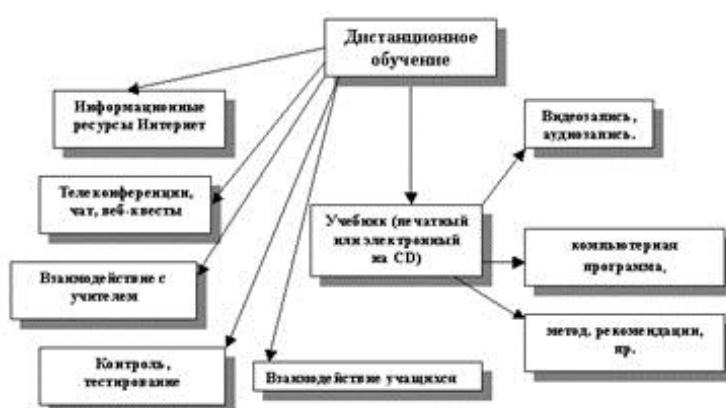 Дистанционное
обучение
Информационные
ресурсы Интернет
Видеозапись,
аудиозапись.
Телеконференции,
чат, веб-квесты
Учебник (печатный
или электронный
на CD)
компьютерная
программа,
Взаимодействие с
учителем
метод. рекомендации,
пр.
Контроль,
тестирование
Взаимодействие учащихся